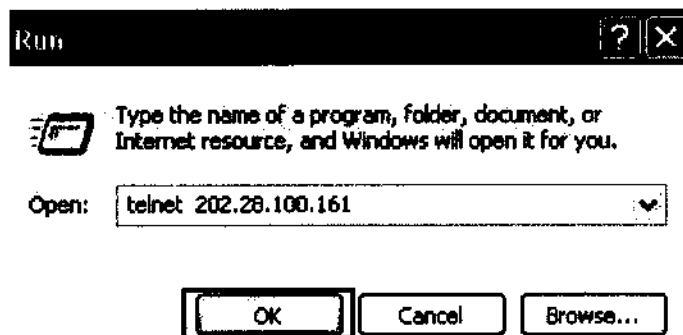 Run
Type the name of a program, folder, document, or
Internet resource, and Windows will open it for you.
Open: telnet 202.28.100.161
OK Cancel Browse...